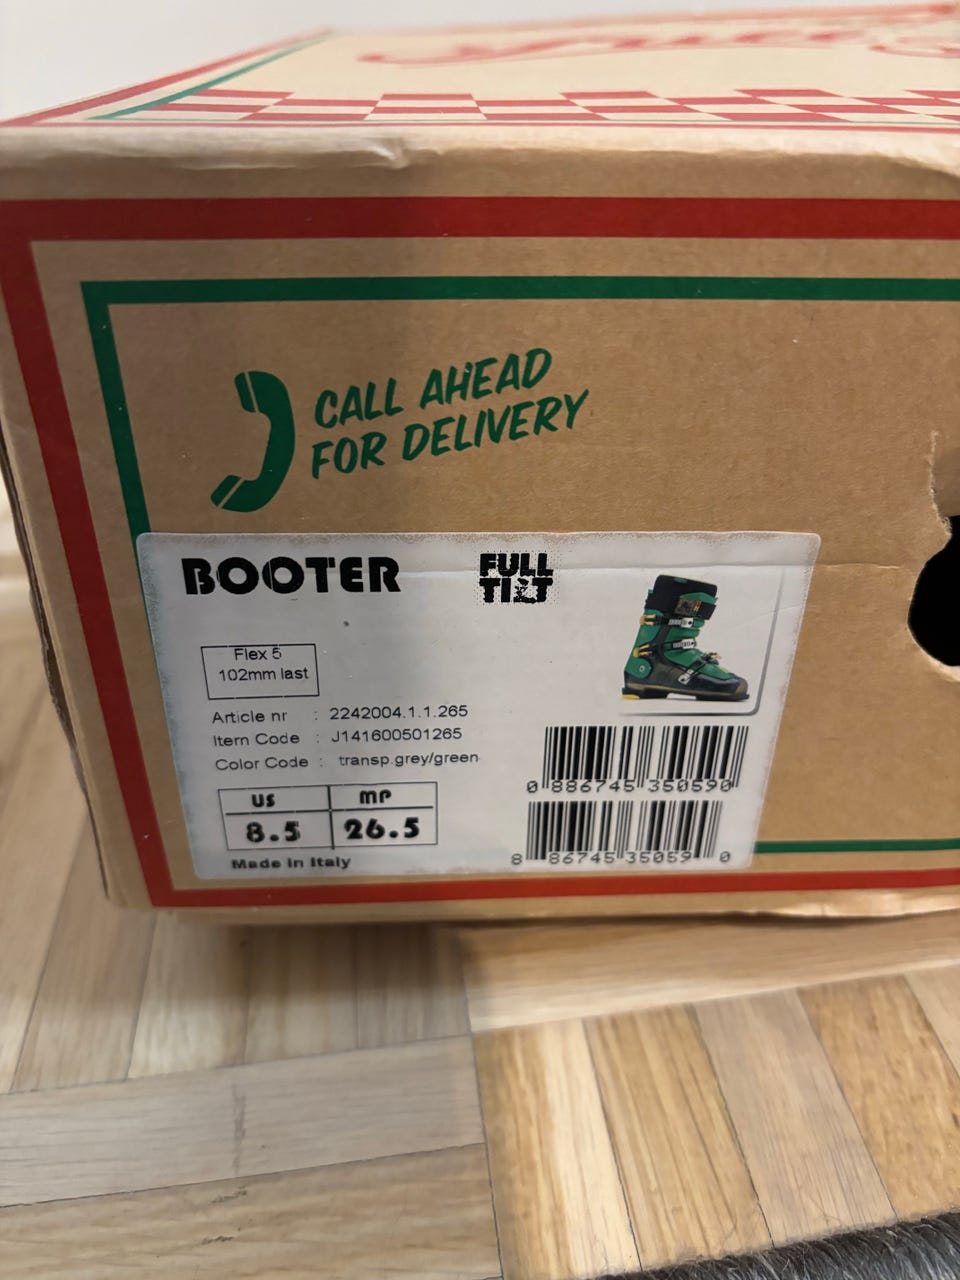 CALL AHEAD
FOR DELIVERY
BOOTER
FULL
TILT
Flex 5
102mm last
Article nr : 2242004.1.1.265
Item Code : J141600501265
Color Code : transp.grey/green
US MP
8.5 26.5
Made in Italy
0 886745 350590
8 86745 35059 0